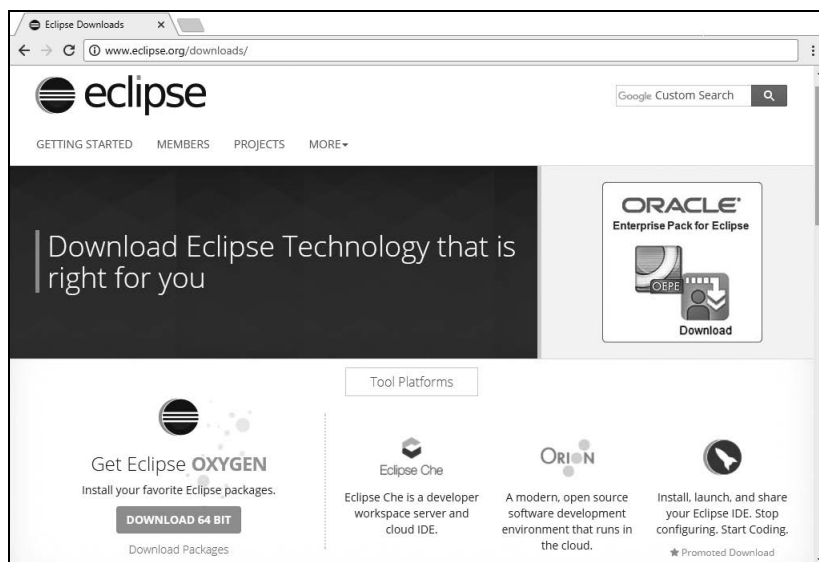 Eclipse Downloads
www.eclipse.org/downloads/
eclipse
Google Custom Search
GETTING STARTED MEMBERS PROJECTS MORE
Download Eclipse Technology that is
right for you
ORACLE
Enterprise Pack for Eclipse
OEPE
Download
Tool Platforms
Get Eclipse OXYGEN
Install your favorite Eclipse packages.
DOWNLOAD 64 BIT
Download Packages
Eclipse Che
Eclipse Che is a developer
workspace server and
cloud IDE.
ORION
A modern, open source
software development
environment that runs in
the cloud.
Install, launch, and share
your Eclipse IDE. Stop
configuring. Start Coding.
Promoted Download